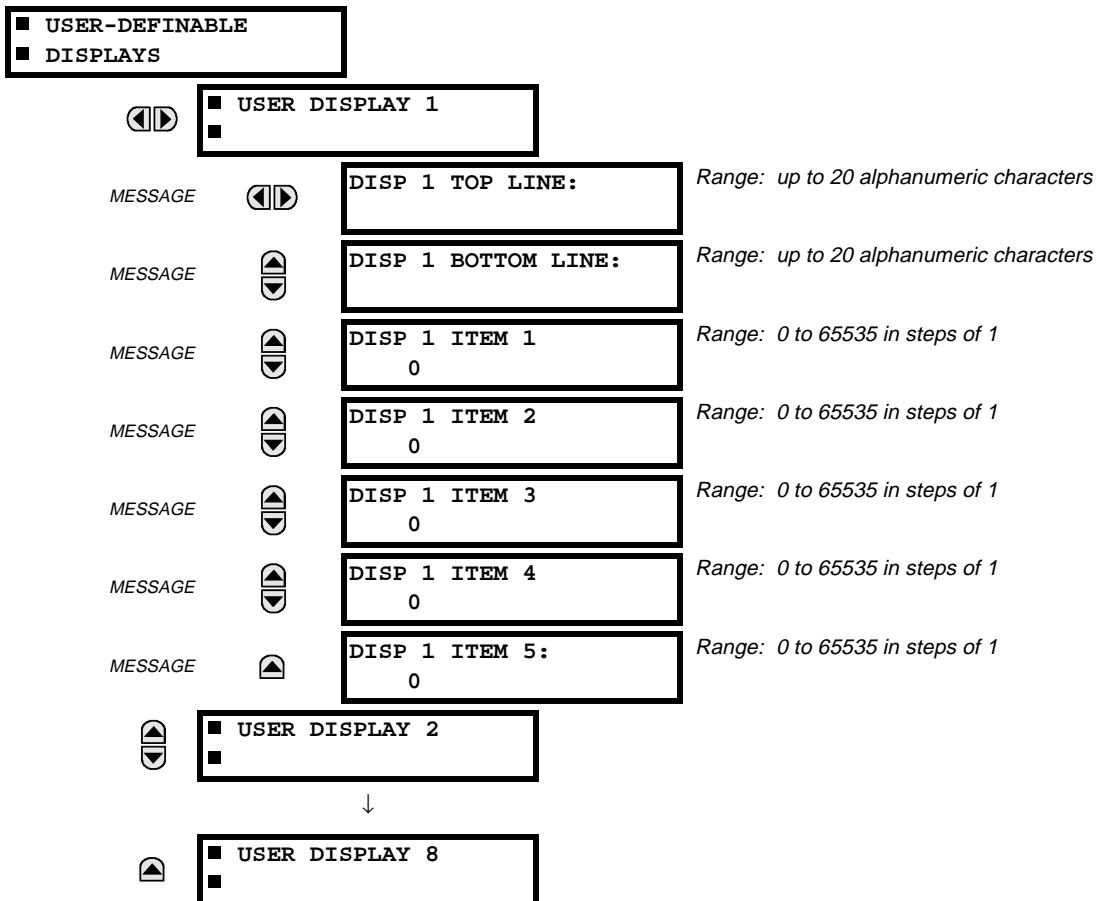 ■ USER-DEFINABLE
■ DISPLAYS
■ USER DISPLAY 1
■
MESSAGE DISP 1 TOP LINE: Range: up to 20 alphanumeric characters
MESSAGE DISP 1 BOTTOM LINE: Range: up to 20 alphanumeric characters
MESSAGE DISP 1 ITEM 1 Range: 0 to 65535 in steps of 1
0
MESSAGE DISP 1 ITEM 2 Range: 0 to 65535 in steps of 1
0
MESSAGE DISP 1 ITEM 3 Range: 0 to 65535 in steps of 1
0
MESSAGE DISP 1 ITEM 4 Range: 0 to 65535 in steps of 1
0
MESSAGE DISP 1 ITEM 5: Range: 0 to 65535 in steps of 1
0
■ USER DISPLAY 2
■
↓
■ USER DISPLAY 8
■